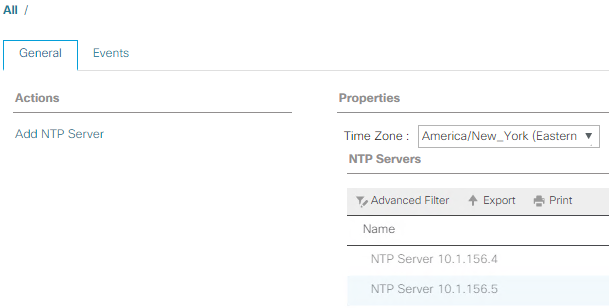 All /
General Events
Actions
Add NTP Server
Properties
Time Zone : America/New_York (Eastern
NTP Servers
Advanced Filter Export Print
Name
NTP Server 10.1.156.4
NTP Server 10.1.156.5